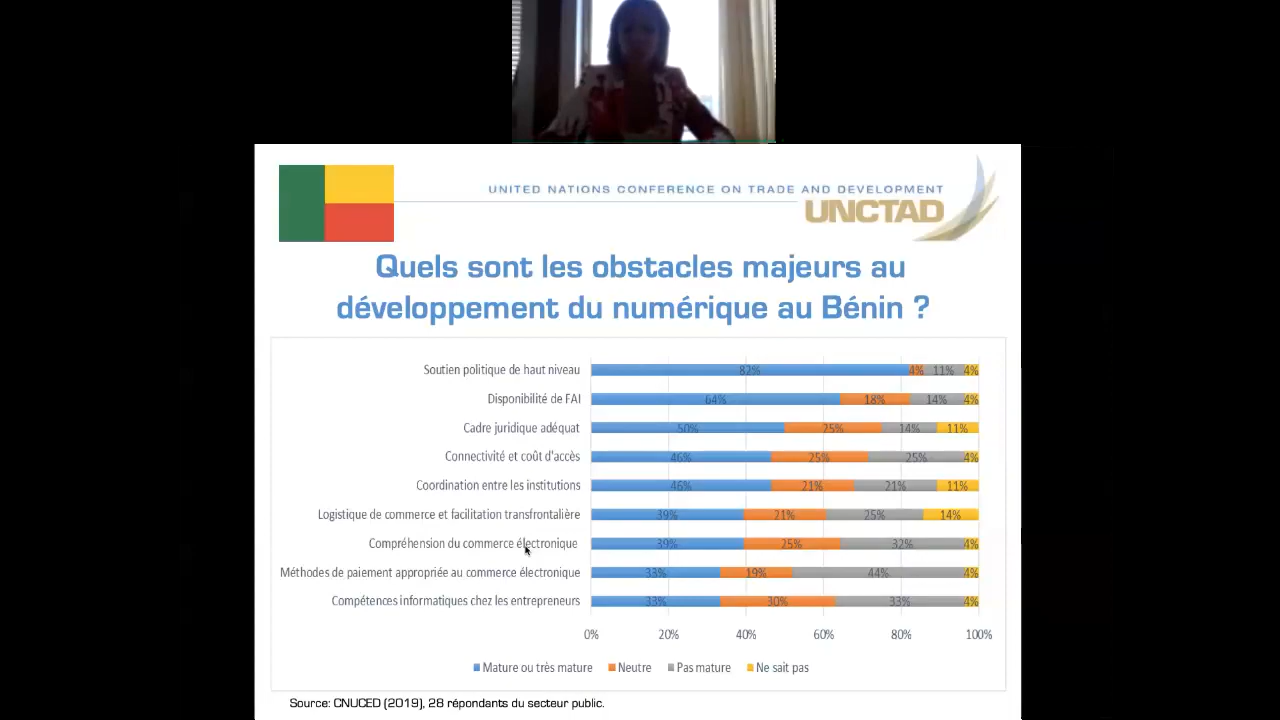 UNITED NATIONS CONFERENCE ON TRADE AND DEVELOPMENT
UNCTAD
Quels sont les obstacles majeurs au
développement du numérique au Bénin ?
Soutien politique de haut niveau 82% 4% 11% 4%
Disponibilité de FAI 64% 18% 14% 4%
Cadre juridique adéquat 50% 25% 14% 11%
Connectivité et coût d'accès 46% 25% 25% 4%
Coordination entre les institutions 46% 21% 21% 11%
Logistique de commerce et facilitation transfrontalière 39% 21% 25% 14%
Compréhension du commerce électronique 39% 25% 32% 4%
Méthodes de paiement appropriée au commerce électronique 33% 19% 44% 4%
Compétences informatiques chez les entrepreneurs 33% 30% 33% 4%
0% 20% 40% 60% 80% 100%
Mature ou très mature Neutre Pas mature Ne sait pas
Source: CNUCED (2019), 28 répondants du secteur public.